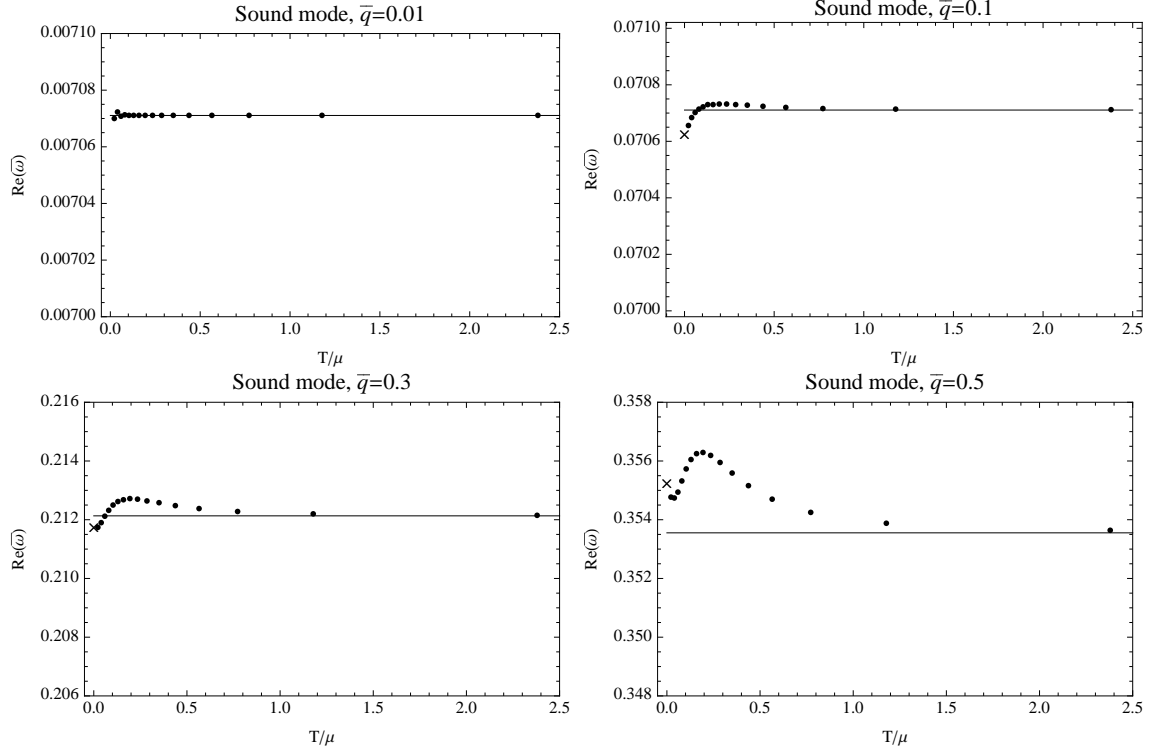 Sound mode, q̅=0.01
0.00710
0.00708
0.00706
0.00704
0.00702
0.00700
Re(ω̅)
0.0 0.5 1.0 1.5 2.0 2.5
T/μ
Sound mode, q̅=0.1
0.0710
0.0708
0.0706
0.0704
0.0702
0.0700
Re(ω̅)
0.0 0.5 1.0 1.5 2.0 2.5
T/μ
Sound mode, q̅=0.3
0.216
0.214
0.212
0.210
0.208
0.206
Re(ω̅)
0.0 0.5 1.0 1.5 2.0 2.5
T/μ
Sound mode, q̅=0.5
0.358
0.356
0.354
0.352
0.350
0.348
Re(ω̅)
0.0 0.5 1.0 1.5 2.0 2.5
T/μ